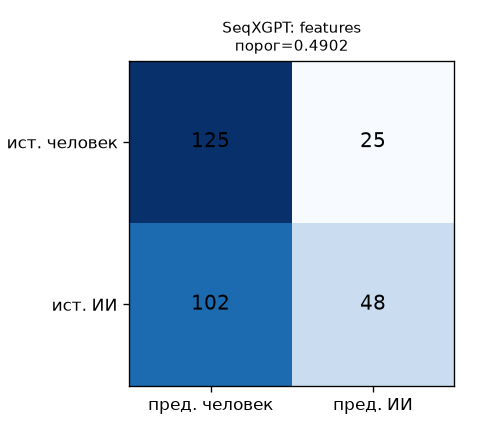 SeqXGPT: features
порог=0.4902
ист. человек
125
25
ист. ИИ
102
48
пред. человек
пред. ИИ